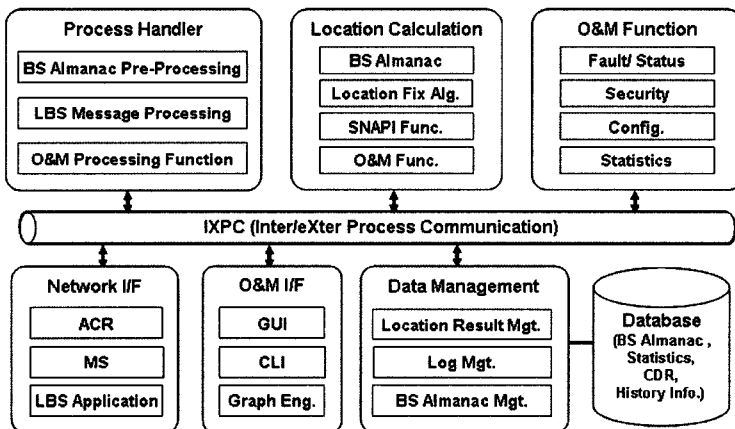 Process Handler
BS Almanac Pre-Processing
LBS Message Processing
O&M Processing Function
Location Calculation
BS Almanac
Location Fix Alg.
SNAPI Func.
O&M Func.
O&M Function
Fault/ Status
Security
Config.
Statistics
IXPC (Inter/eXter Process Communication)
Network I/F
ACR
MS
LBS Application
O&M I/F
GUI
CLI
Graph Eng.
Data Management
Location Result Mgt.
Log Mgt.
BS Almanac Mgt.
Database
(BS Almanac ,
Statistics,
CDR,
History Info.)